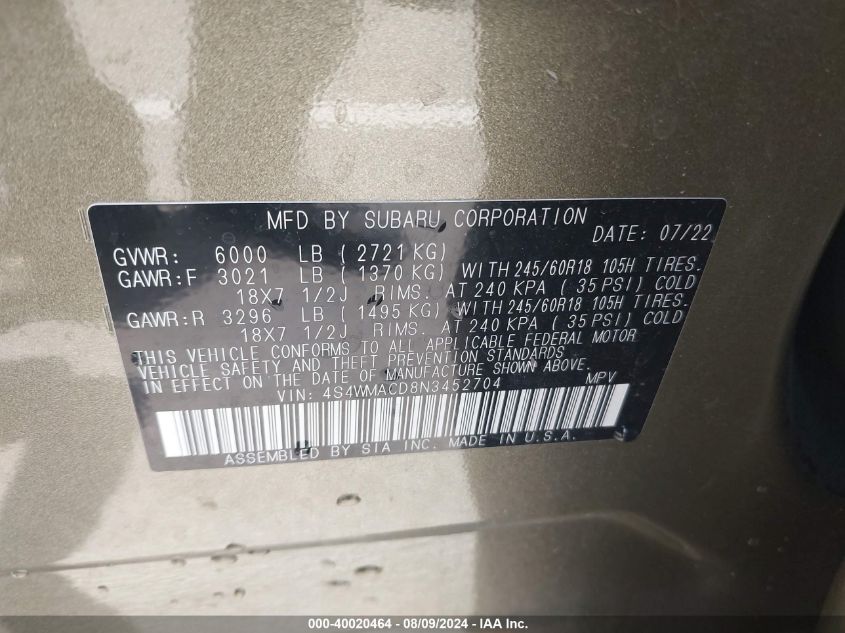 MFD BY SUBARU CORPORATION
DATE: 07/22
GVWR: 6000 LB ( 2721 KG)
GAWR:F 3021 LB ( 1370 KG) WITH 245/60R18 105H TIRES.
18X7 1/2J RIMS. AT 240 KPA ( 35 PSI) COLD
GAWR:R 3296 LB ( 1495 KG) WITH 245/60R18 105H TIRES.
18X7 1/2J RIMS. AT 240 KPA ( 35 PSI) COLD
THIS VEHICLE CONFORMS TO ALL APPLICABLE FEDERAL MOTOR
VEHICLE SAFETY AND THEFT PREVENTION STANDARDS
IN EFFECT ON THE DATE OF MANUFACTURE SHOWN ABOVE.
VIN: 4S4WMACD8N3452704 MPV
ASSEMBLED BY SIA INC. MADE IN U.S.A.
000-40020464 - 08/09/2024 - IAA, Inc.